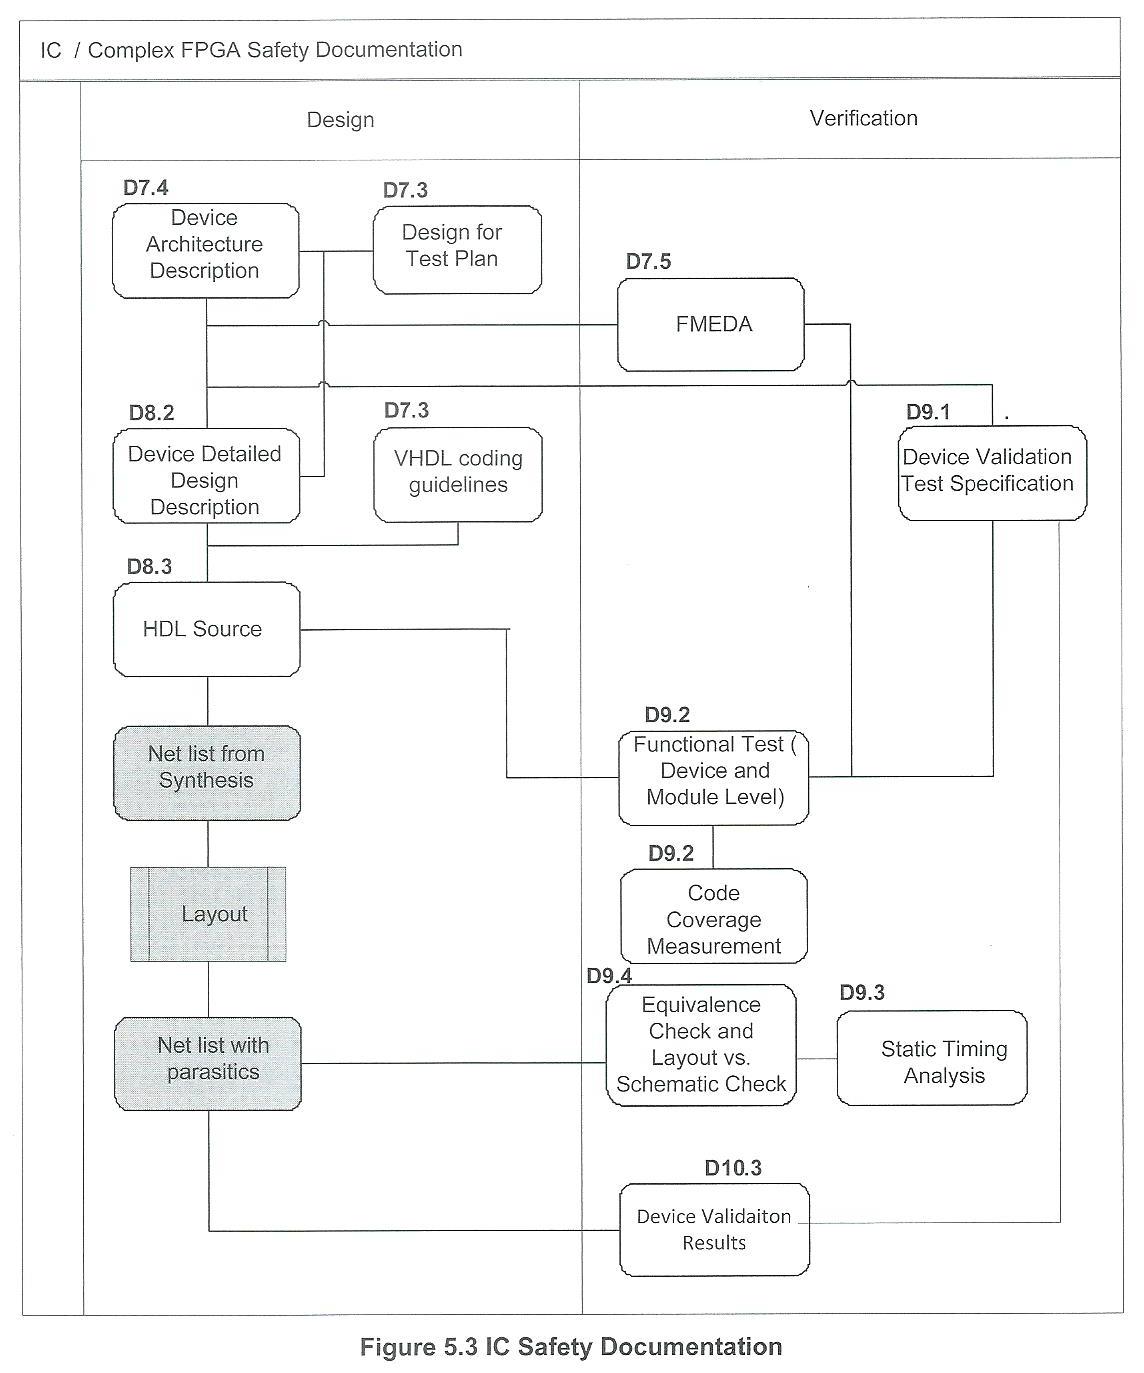 IC / Complex FPGA Safety Documentation
Design
Verification
D7.4
Device
Architecture
Description
D7.3
Design for
Test Plan
D7.5
FMEDA
D8.2
Device Detailed
Design
Description
D7.3
VHDL coding
guidelines
D9.1
Device Validation
Test Specification
D8.3
HDL Source
D9.2
Functional Test (
Device and
Module Level)
Net list from
Synthesis
D9.2
Code
Coverage
Measurement
Layout
D9.4
Equivalence
Check and
Layout vs.
Schematic Check
D9.3
Static Timing
Analysis
Net list with
parasitics
D10.3
Device Validaiton
Results
Figure 5.3 IC Safety Documentation